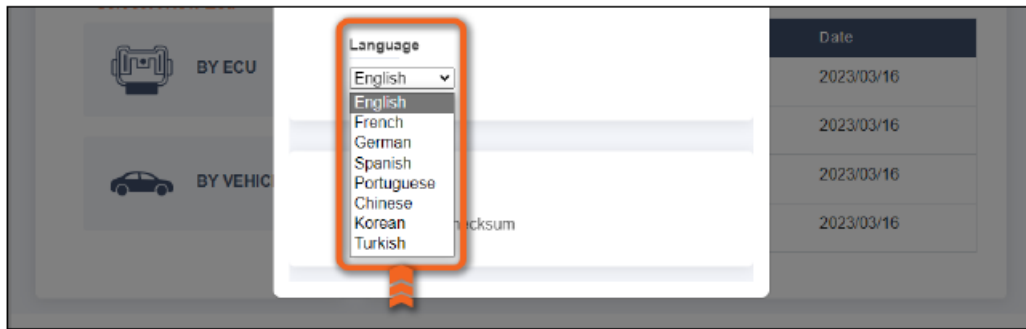 Language
Date
English
BY ECU
2023/03/16
English
French
2023/03/16
German
Spanish
BY VEHIC
2023/03/16
Portuguese
Chinese
Korean
ecksum
2023/03/16
Turkish